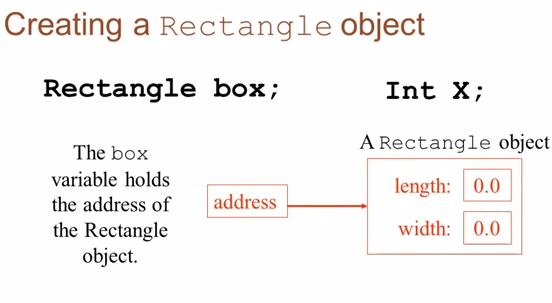 Creating a Rectangle object
Rectangle box;
Int X;
The box
variable holds
the address of
the Rectangle
object.
address
A Rectangle object
length: 0.0
width: 0.0